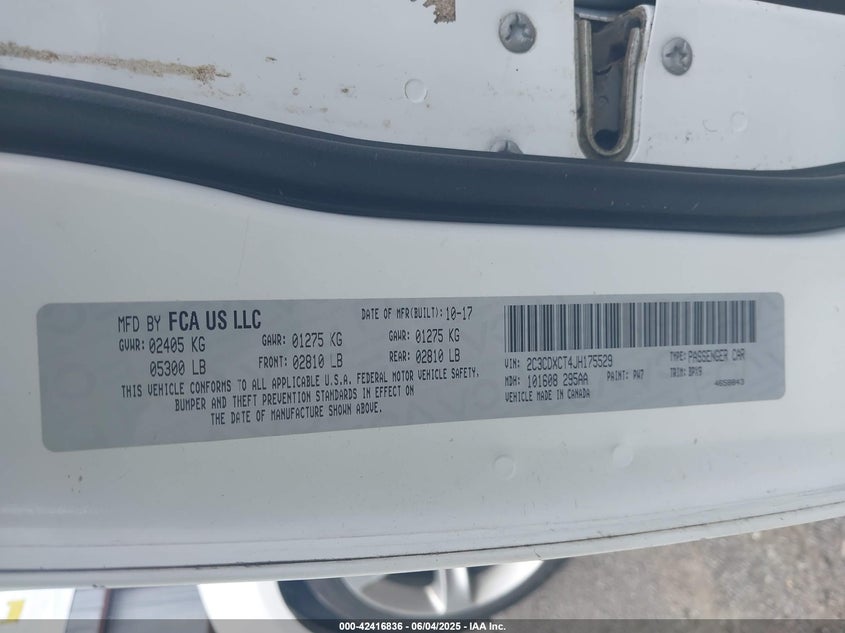 MFD BY FCA US LLC
DATE OF MFR(BUILT): 10-17
GVWR: 02405 KG
GAWR: 01275 KG
GAWR: 01275 KG
05300 LB
FRONT: 02810 LB
REAR: 02810 LB
THIS VEHICLE CONFORMS TO ALL APPLICABLE U.S.A. FEDERAL MOTOR VEHICLE SAFETY,
BUMPER AND THEFT PREVENTION STANDARDS IN EFFECT ON
THE DATE OF MANUFACTURE SHOWN ABOVE.
VIN: 2C3CDXCT4JH175529
TYPE: PASSENGER CAR
MDH: 101608 295AA
PAINT: PW7
TRIM: BPX9
VEHICLE MADE IN CANADA
4658043
000-42416836 - 06/04/2025 - IAA Inc.